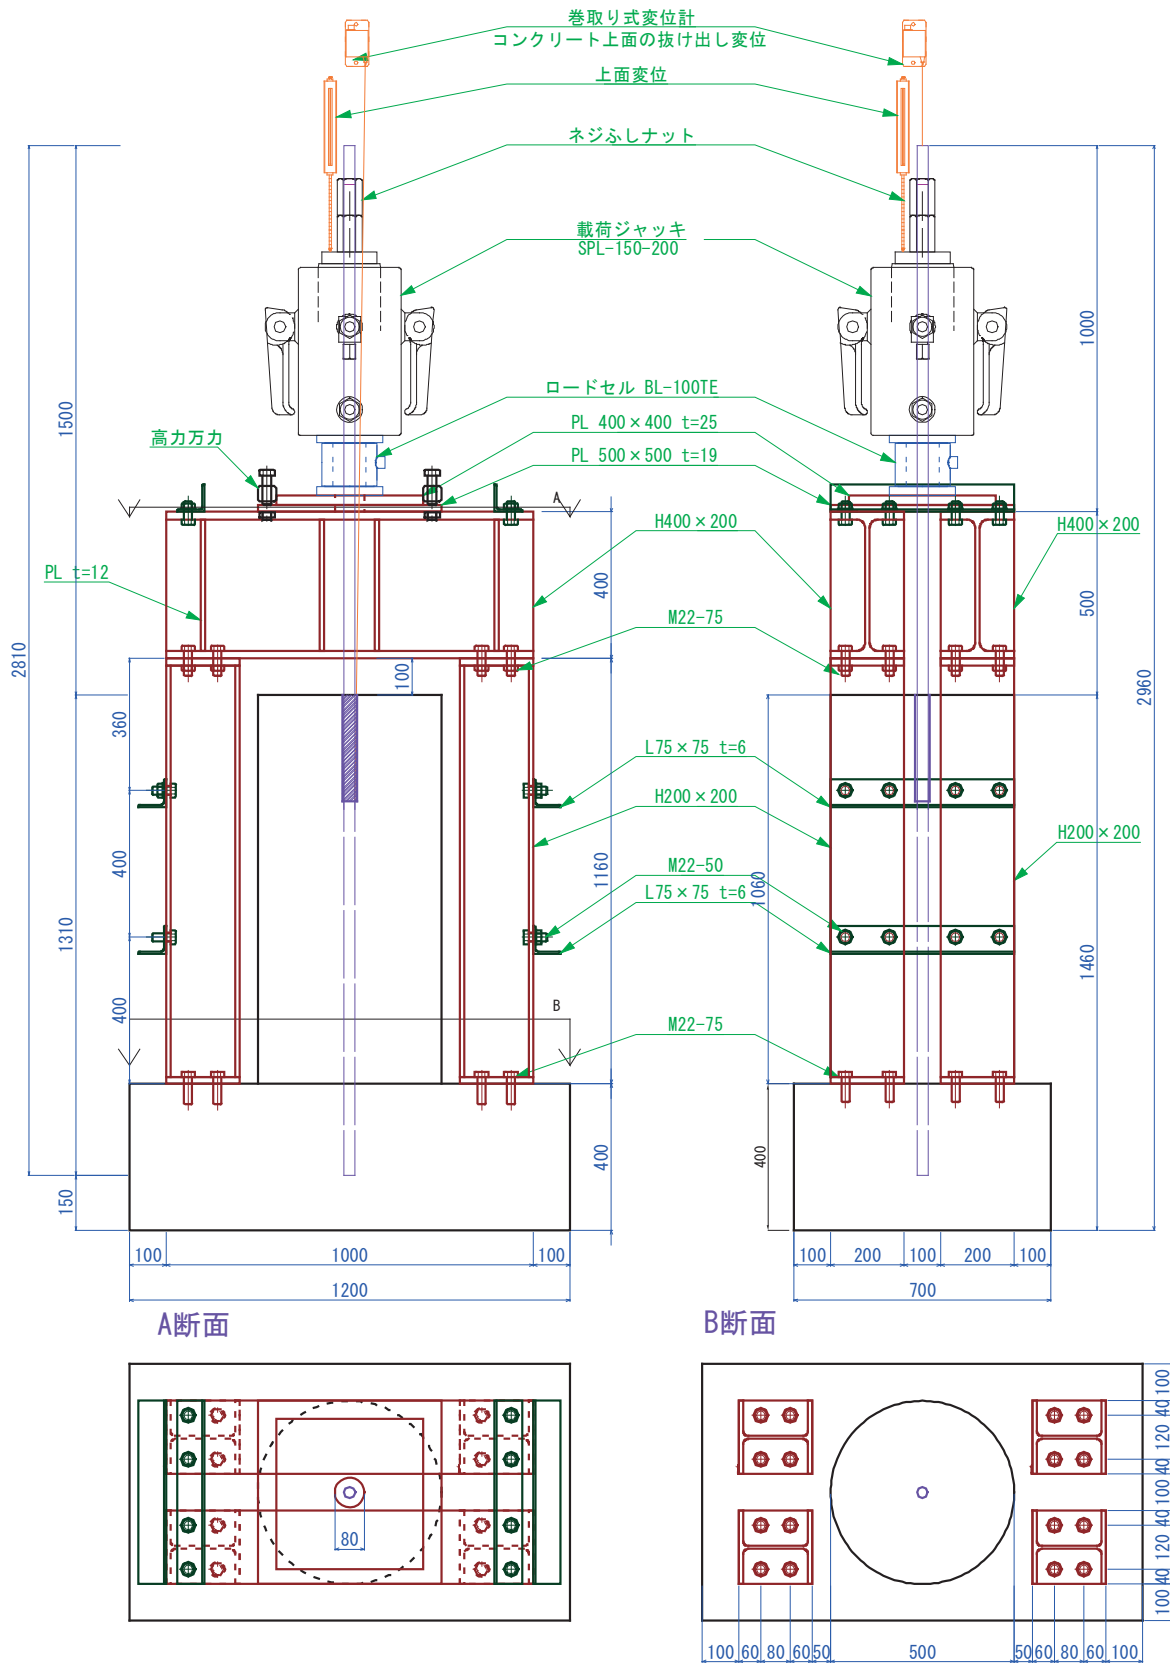 巻取り式変位計
コンクリート上面の抜け出し変位
上面変位
ネジふしナット
載荷ジャッキ
SPL-150-200
ロードセル BL-100TE
PL 400×400 t=25
高力万力
PL 500×500 t=19
A
H400×200
H400×200
PL t=12
M22-75
L75×75 t=6
H200×200
H200×200
M22-50
L75×75 t=6
B
M22-75
2810
1500
1310
150
360
400
400
100
400
1160
400
1060
400
1000
500
1460
2960
100
1000
100
1200
100
200
100
200
100
700
A断面
B断面
80
100
40
120
40
100
40
120
40
100
100
60
80
60
50
500
50
60
80
60
100